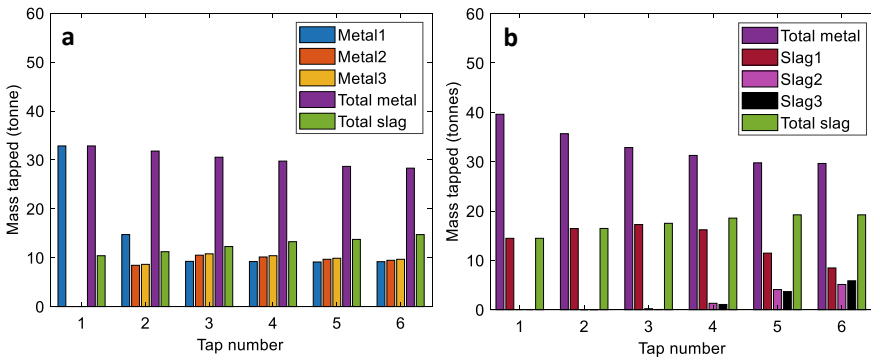 a
Metal1
Metal2
Metal3
Total metal
Total slag
60
50
40
30
20
10
0
1 2 3 4 5 6
Tap number
Mass tapped (tonne)
b
Total metal
Slag1
Slag2
Slag3
Total slag
60
50
40
30
20
10
0
1 2 3 4 5 6
Tap number
Mass tapped (tonnes)